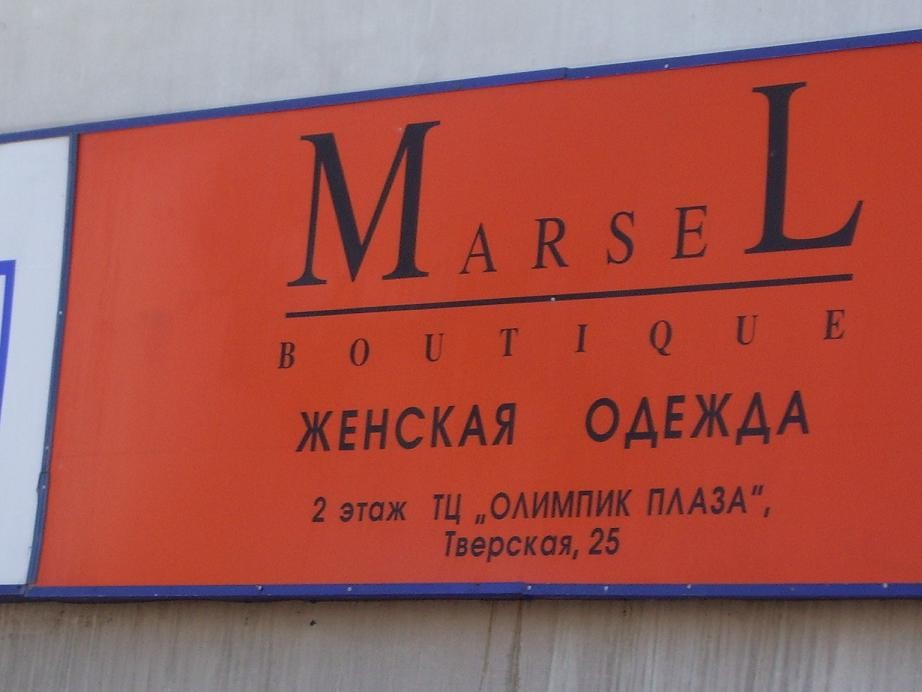 MARSEL
BOUTIQUE
ЖЕНСКАЯ ОДЕЖДА
2 этаж ТЦ „ОЛИМПИК ПЛАЗА“,
Тверская, 25